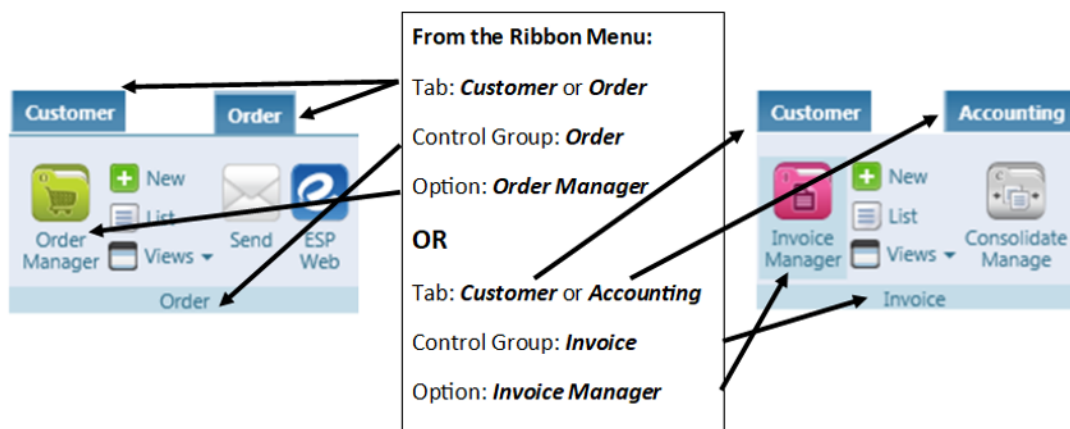 From the Ribbon Menu:
Tab: Customer or Order
Control Group: Order
Option: Order Manager
OR
Tab: Customer or Accounting
Control Group: Invoice
Option: Invoice Manager
Customer
Order
O
Order
Manager
New
List
Views
Send
ESP
Web
Order
Customer
Accounting
I
Invoice
Manager
New
List
Views
C
Consolidate
Manage
Invoice